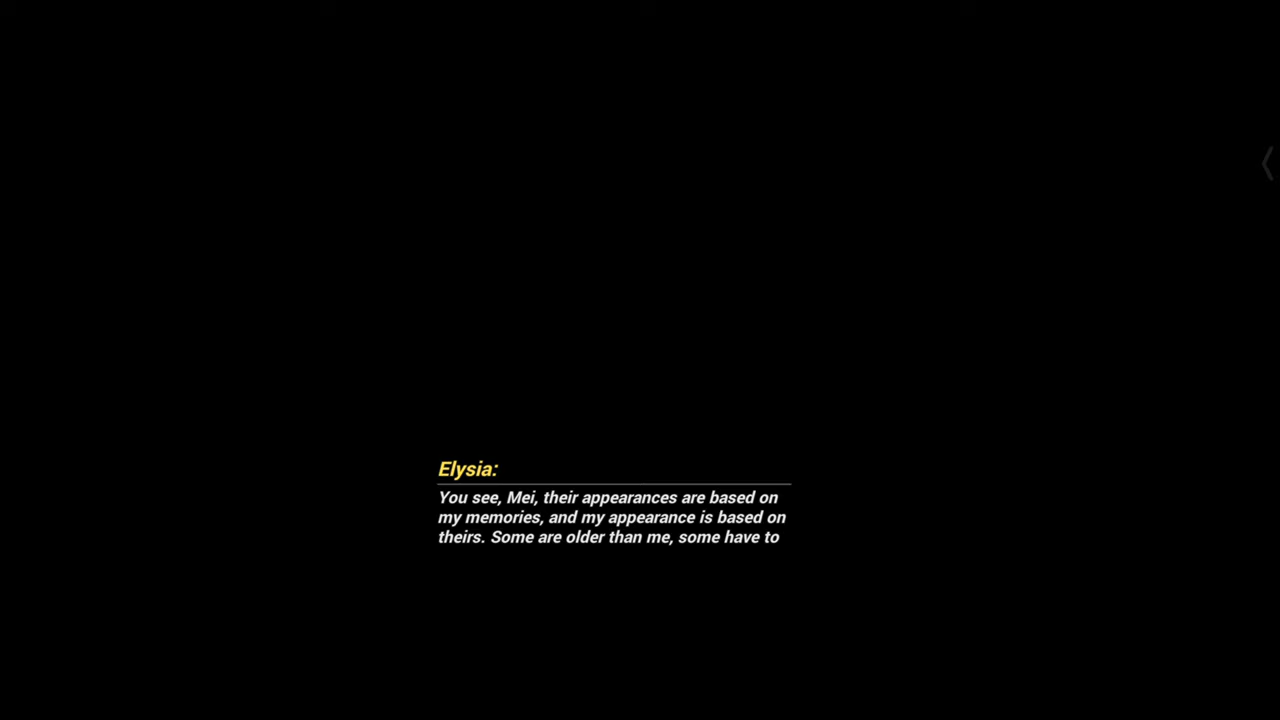 Elysia:
You see, Mei, their appearances are based on
my memories, and my appearance is based on
theirs. Some are older than me, some have to